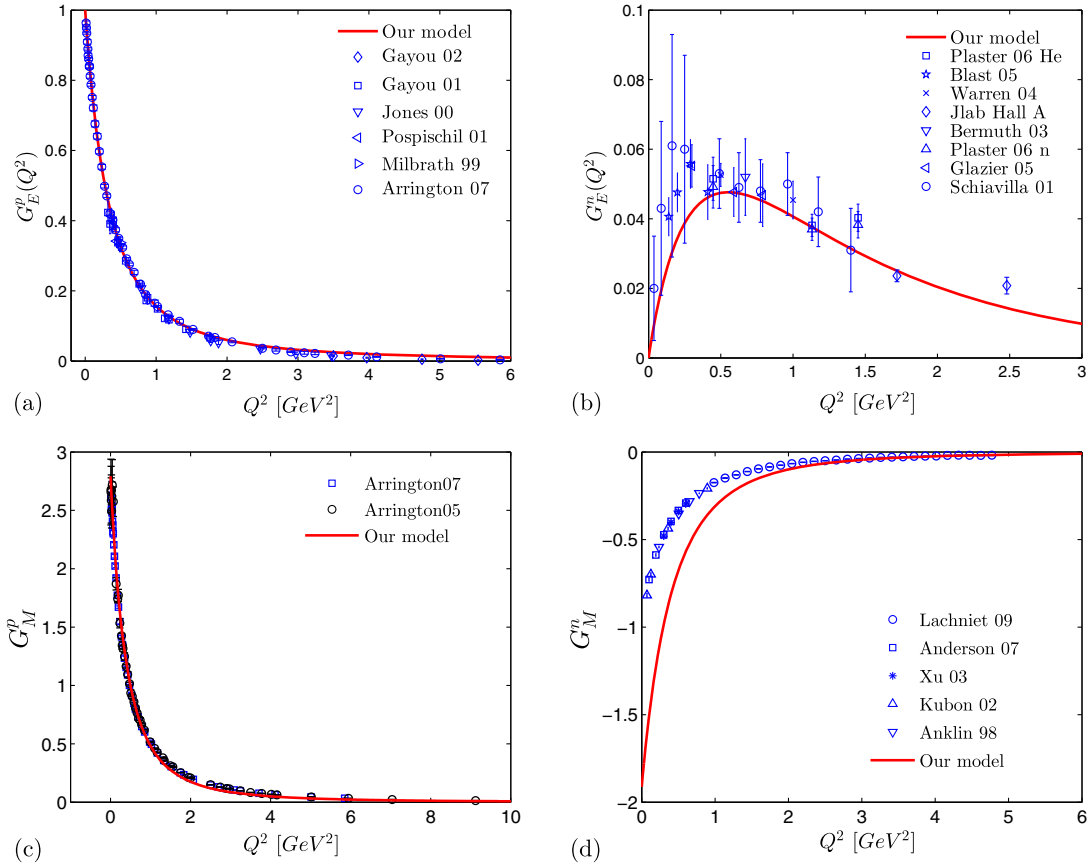 1
0.8
0.6
0.4
0.2
0
0 1 2 3 4 5 6
G_E^p(Q^2)
Q^2 [GeV^2]
(a)
Our model
Gayou 02
Gayou 01
Jones 00
Pospischil 01
Milbrath 99
Arrington 07
0.1
0.08
0.06
0.04
0.02
0
0 0.5 1 1.5 2 2.5 3
G_E^n(Q^2)
Q^2 [GeV^2]
(b)
Our model
Plaster 06 He
Blast 05
Warren 04
Jlab Hall A
Bermuth 03
Plaster 06 n
Glazier 05
Schiavilla 01
3
2.5
2
1.5
1
0.5
0
0 2 4 6 8 10
G_M^p
Q^2 [GeV^2]
(c)
Arrington07
Arrington05
Our model
0
−0.5
−1
−1.5
−2
0 1 2 3 4 5 6
G_M^n
Q^2 [GeV^2]
(d)
Lachniet 09
Anderson 07
Xu 03
Kubon 02
Anklin 98
Our model